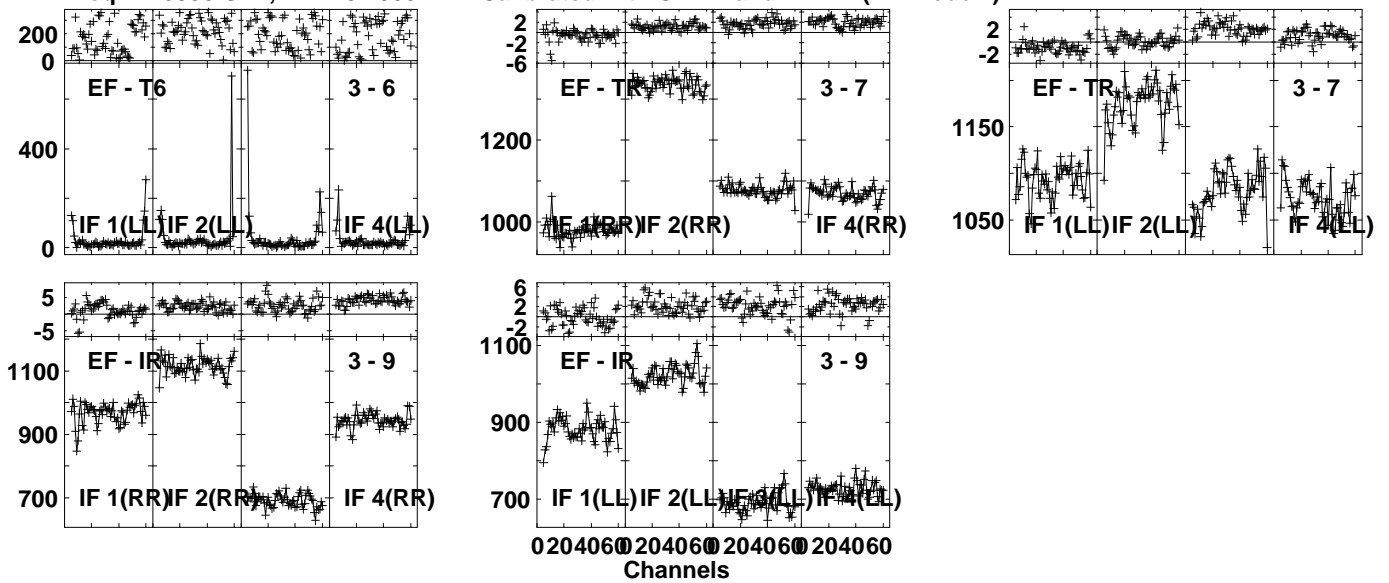 200
0
EF - T6
3 - 6
400
0
IF 1(LL)
IF 2(LL)
IF 4(LL)
2
-2
-6
EF - TR
3 - 7
1200
1000
IF 1(RR)
IF 2(RR)
IF 4(RR)
2
-2
EF - TR
3 - 7
1150
1050
IF 1(LL)
IF 2(LL)
IF 4(LL)
5
-5
EF - IR
3 - 9
1100
900
700
IF 1(RR)
IF 2(RR)
IF 4(RR)
6
2
-2
EF - IR
3 - 9
1100
900
700
IF 1(LL)
IF 2(LL)
IF 3(LL)
IF 4(LL)
0 20 40 60 0 20 40 60 0 20 40 60 0 20 40 60
Channels